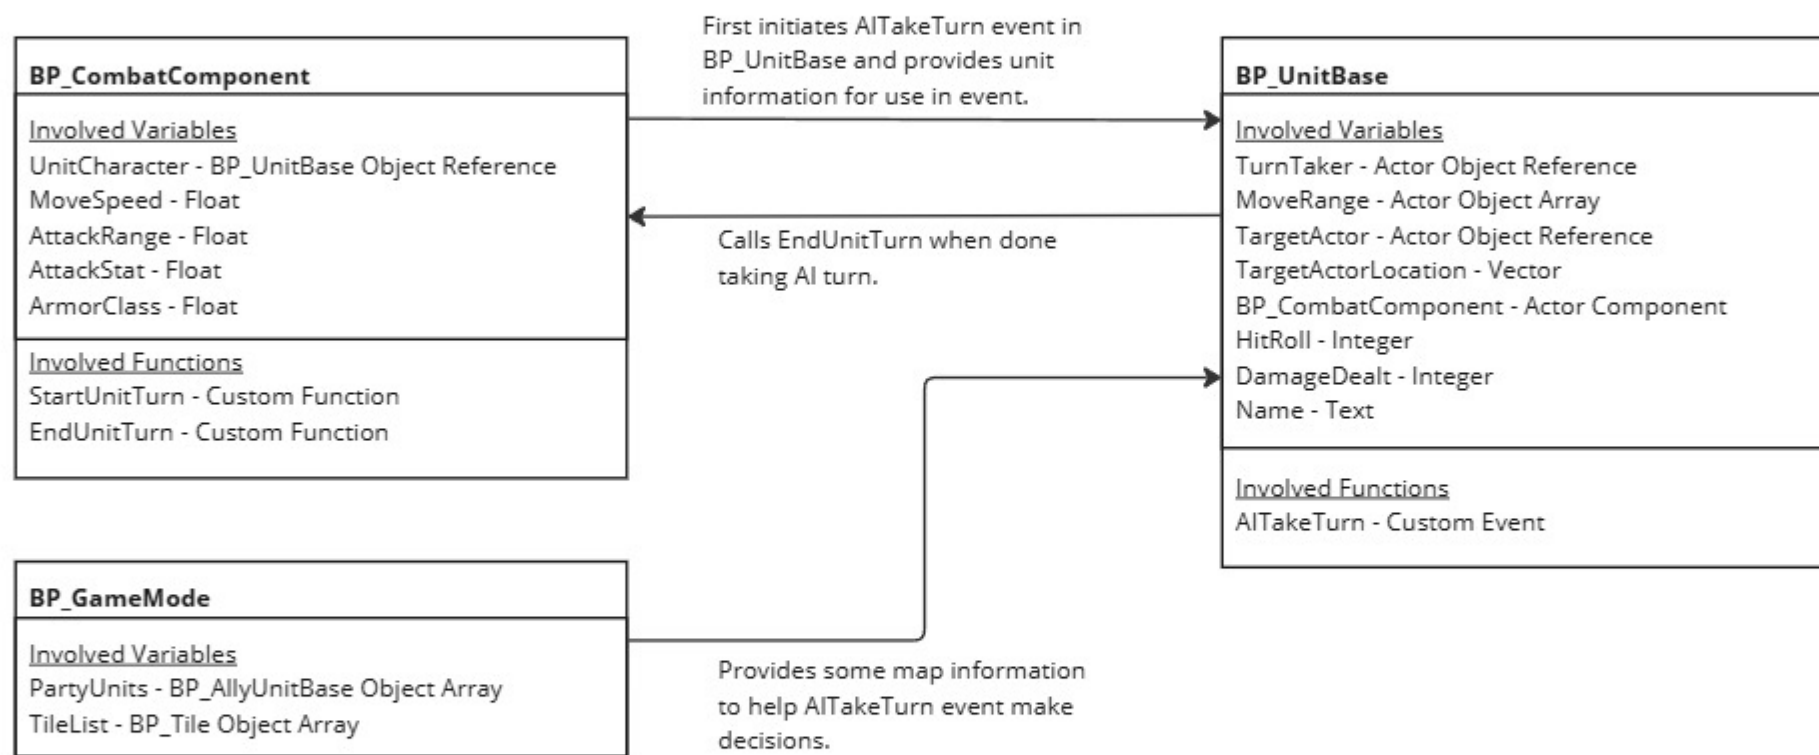 BP_CombatComponent
Involved Variables
UnitCharacter - BP_UnitBase Object Reference
MoveSpeed - Float
AttackRange - Float
AttackStat - Float
ArmorClass - Float
Involved Functions
StartUnitTurn - Custom Function
EndUnitTurn - Custom Function
First initiates AITakeTurn event in
BP_UnitBase and provides unit
information for use in event.
Calls EndUnitTurn when done
taking AI turn.
BP_UnitBase
Involved Variables
TurnTaker - Actor Object Reference
MoveRange - Actor Object Array
TargetActor - Actor Object Reference
TargetActorLocation - Vector
BP_CombatComponent - Actor Component
HitRoll - Integer
DamageDealt - Integer
Name - Text
Involved Functions
AITakeTurn - Custom Event
BP_GameMode
Involved Variables
PartyUnits - BP_AllyUnitBase Object Array
TileList - BP_Tile Object Array
Provides some map information
to help AITakeTurn event make
decisions.